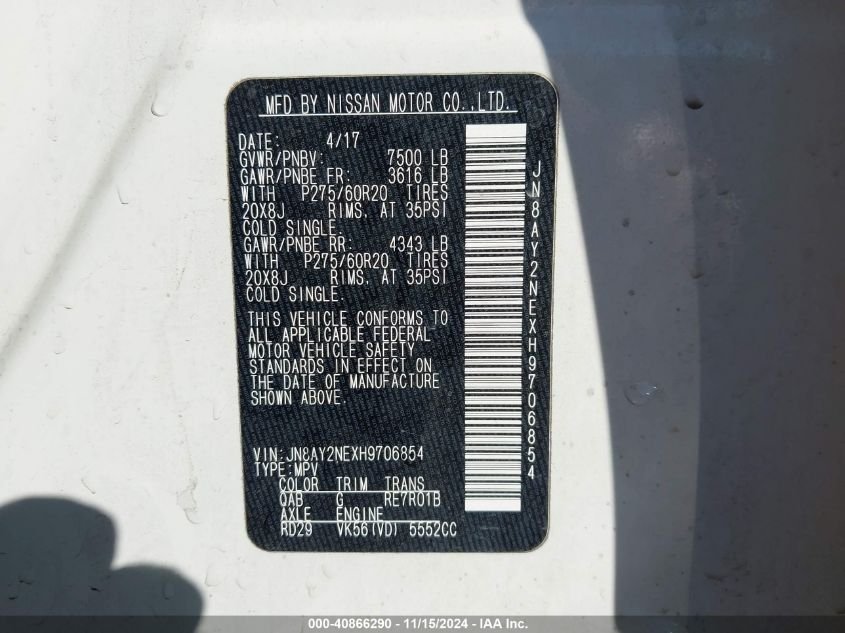 MFD BY NISSAN MOTOR CO.,LTD.
DATE: 4/17
GVWR/PNBV: 7500 LB
GAWR/PNBE FR: 3616 LB
WITH P275/60R20 TIRES
20X8J RIMS, AT 35PSI
COLD SINGLE.
GAWR/PNBE RR: 4343 LB
WITH P275/60R20 TIRES
20X8J RIMS, AT 35PSI
COLD SINGLE.
THIS VEHICLE CONFORMS TO
ALL APPLICABLE FEDERAL
MOTOR VEHICLE SAFETY
STANDARDS IN EFFECT ON
THE DATE OF MANUFACTURE
SHOWN ABOVE.
VIN:JN8AY2NEXH9706854
TYPE:MPV
COLOR TRIM TRANS
QAB G RE7R01B
AXLE ENGINE
RD29 VK56(VD) 5552CC
JN8AY2NEXH9706854
000-40866290 - 11/15/2024 - IAA Inc.